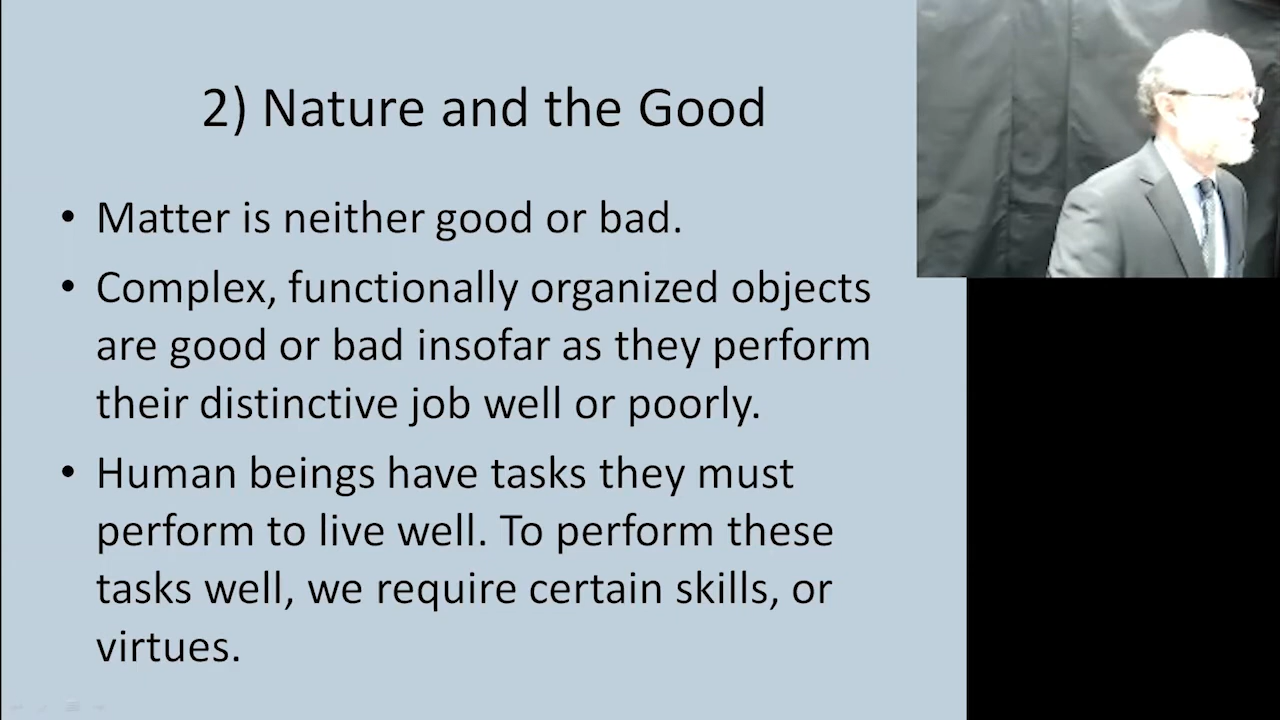 2) Nature and the Good
• Matter is neither good or bad.
• Complex, functionally organized objects
are good or bad insofar as they perform
their distinctive job well or poorly.
• Human beings have tasks they must
perform to live well. To perform these
tasks well, we require certain skills, or
virtues.